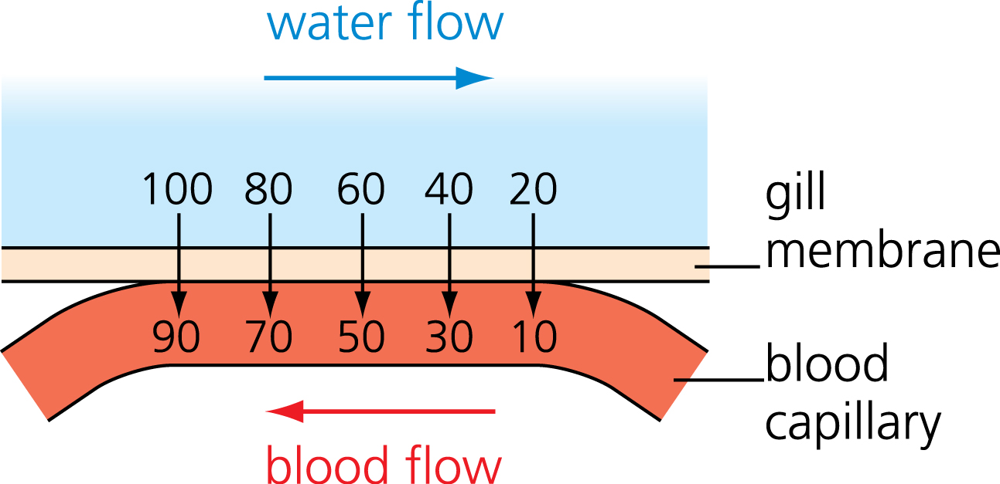 water flow
100 80 60 40 20
gill
membrane
90 70 50 30 10
blood
capillary
blood flow